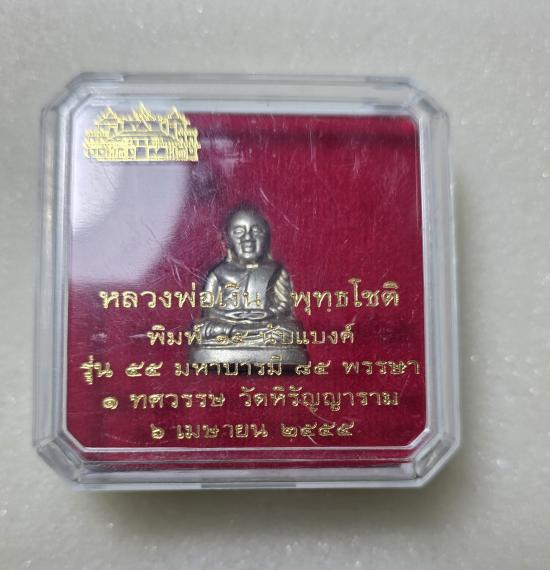 หลวงพ่อเงิน พุทธโชติ
พิมพ์ ๑๕ นับแบงค์
รุ่น ๕๕ มหาบารมี ๘๕ พรรษา
๑ ทศวรรษ วัดหิรัญญาราม
๖ เมษายน ๒๕๕๕